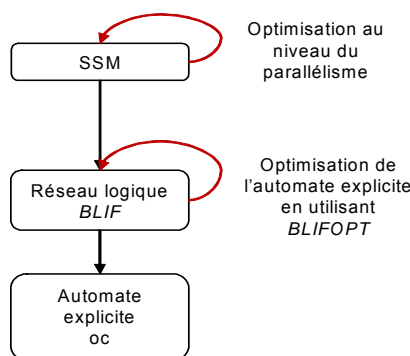 SSM
Optimisation au
niveau du
parallélisme
Réseau logique
BLIF
Optimisation de
l'automate explicite
en utilisant
BLIFOPT
Automate
explicite
oc